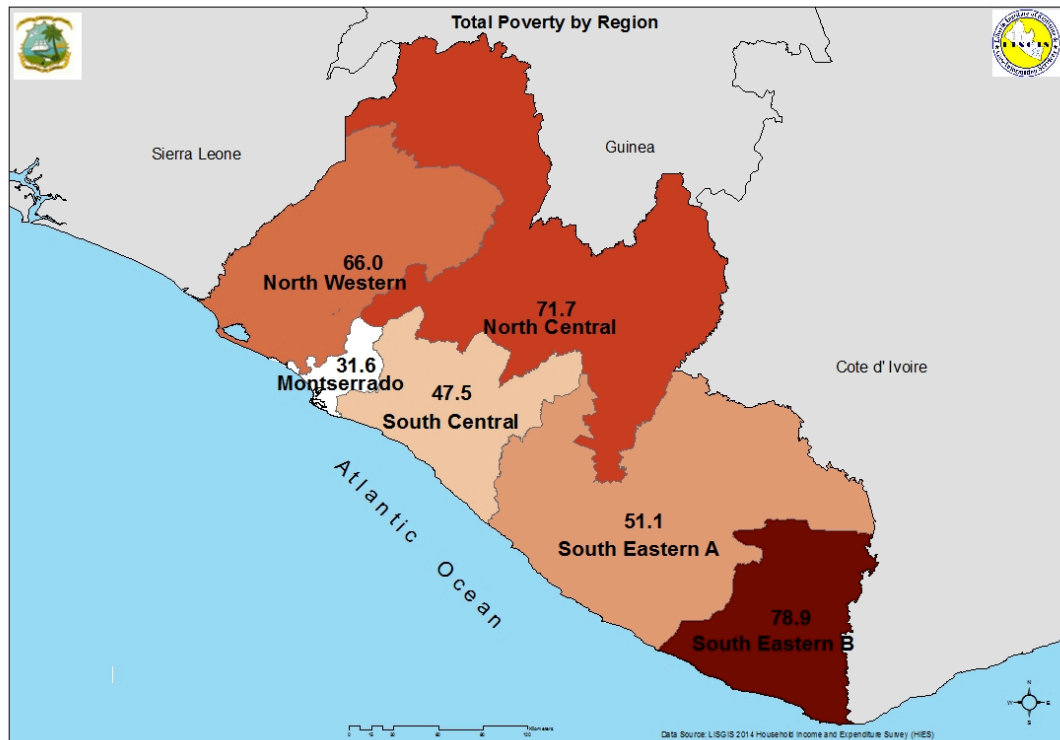 Total Poverty by Region
LISGIS
Sierra Leone
Guinea
66.0
North Western
71.7
North Central
31.6
Montserrado
Cote d' Ivoire
47.5
South Central
Atlantic Ocean
51.1
South Eastern A
78.9
South Eastern B
N
W E
S
Kilometers
Data Source: LISGIS 2014 Household Income and Expenditure Survey (HIES)